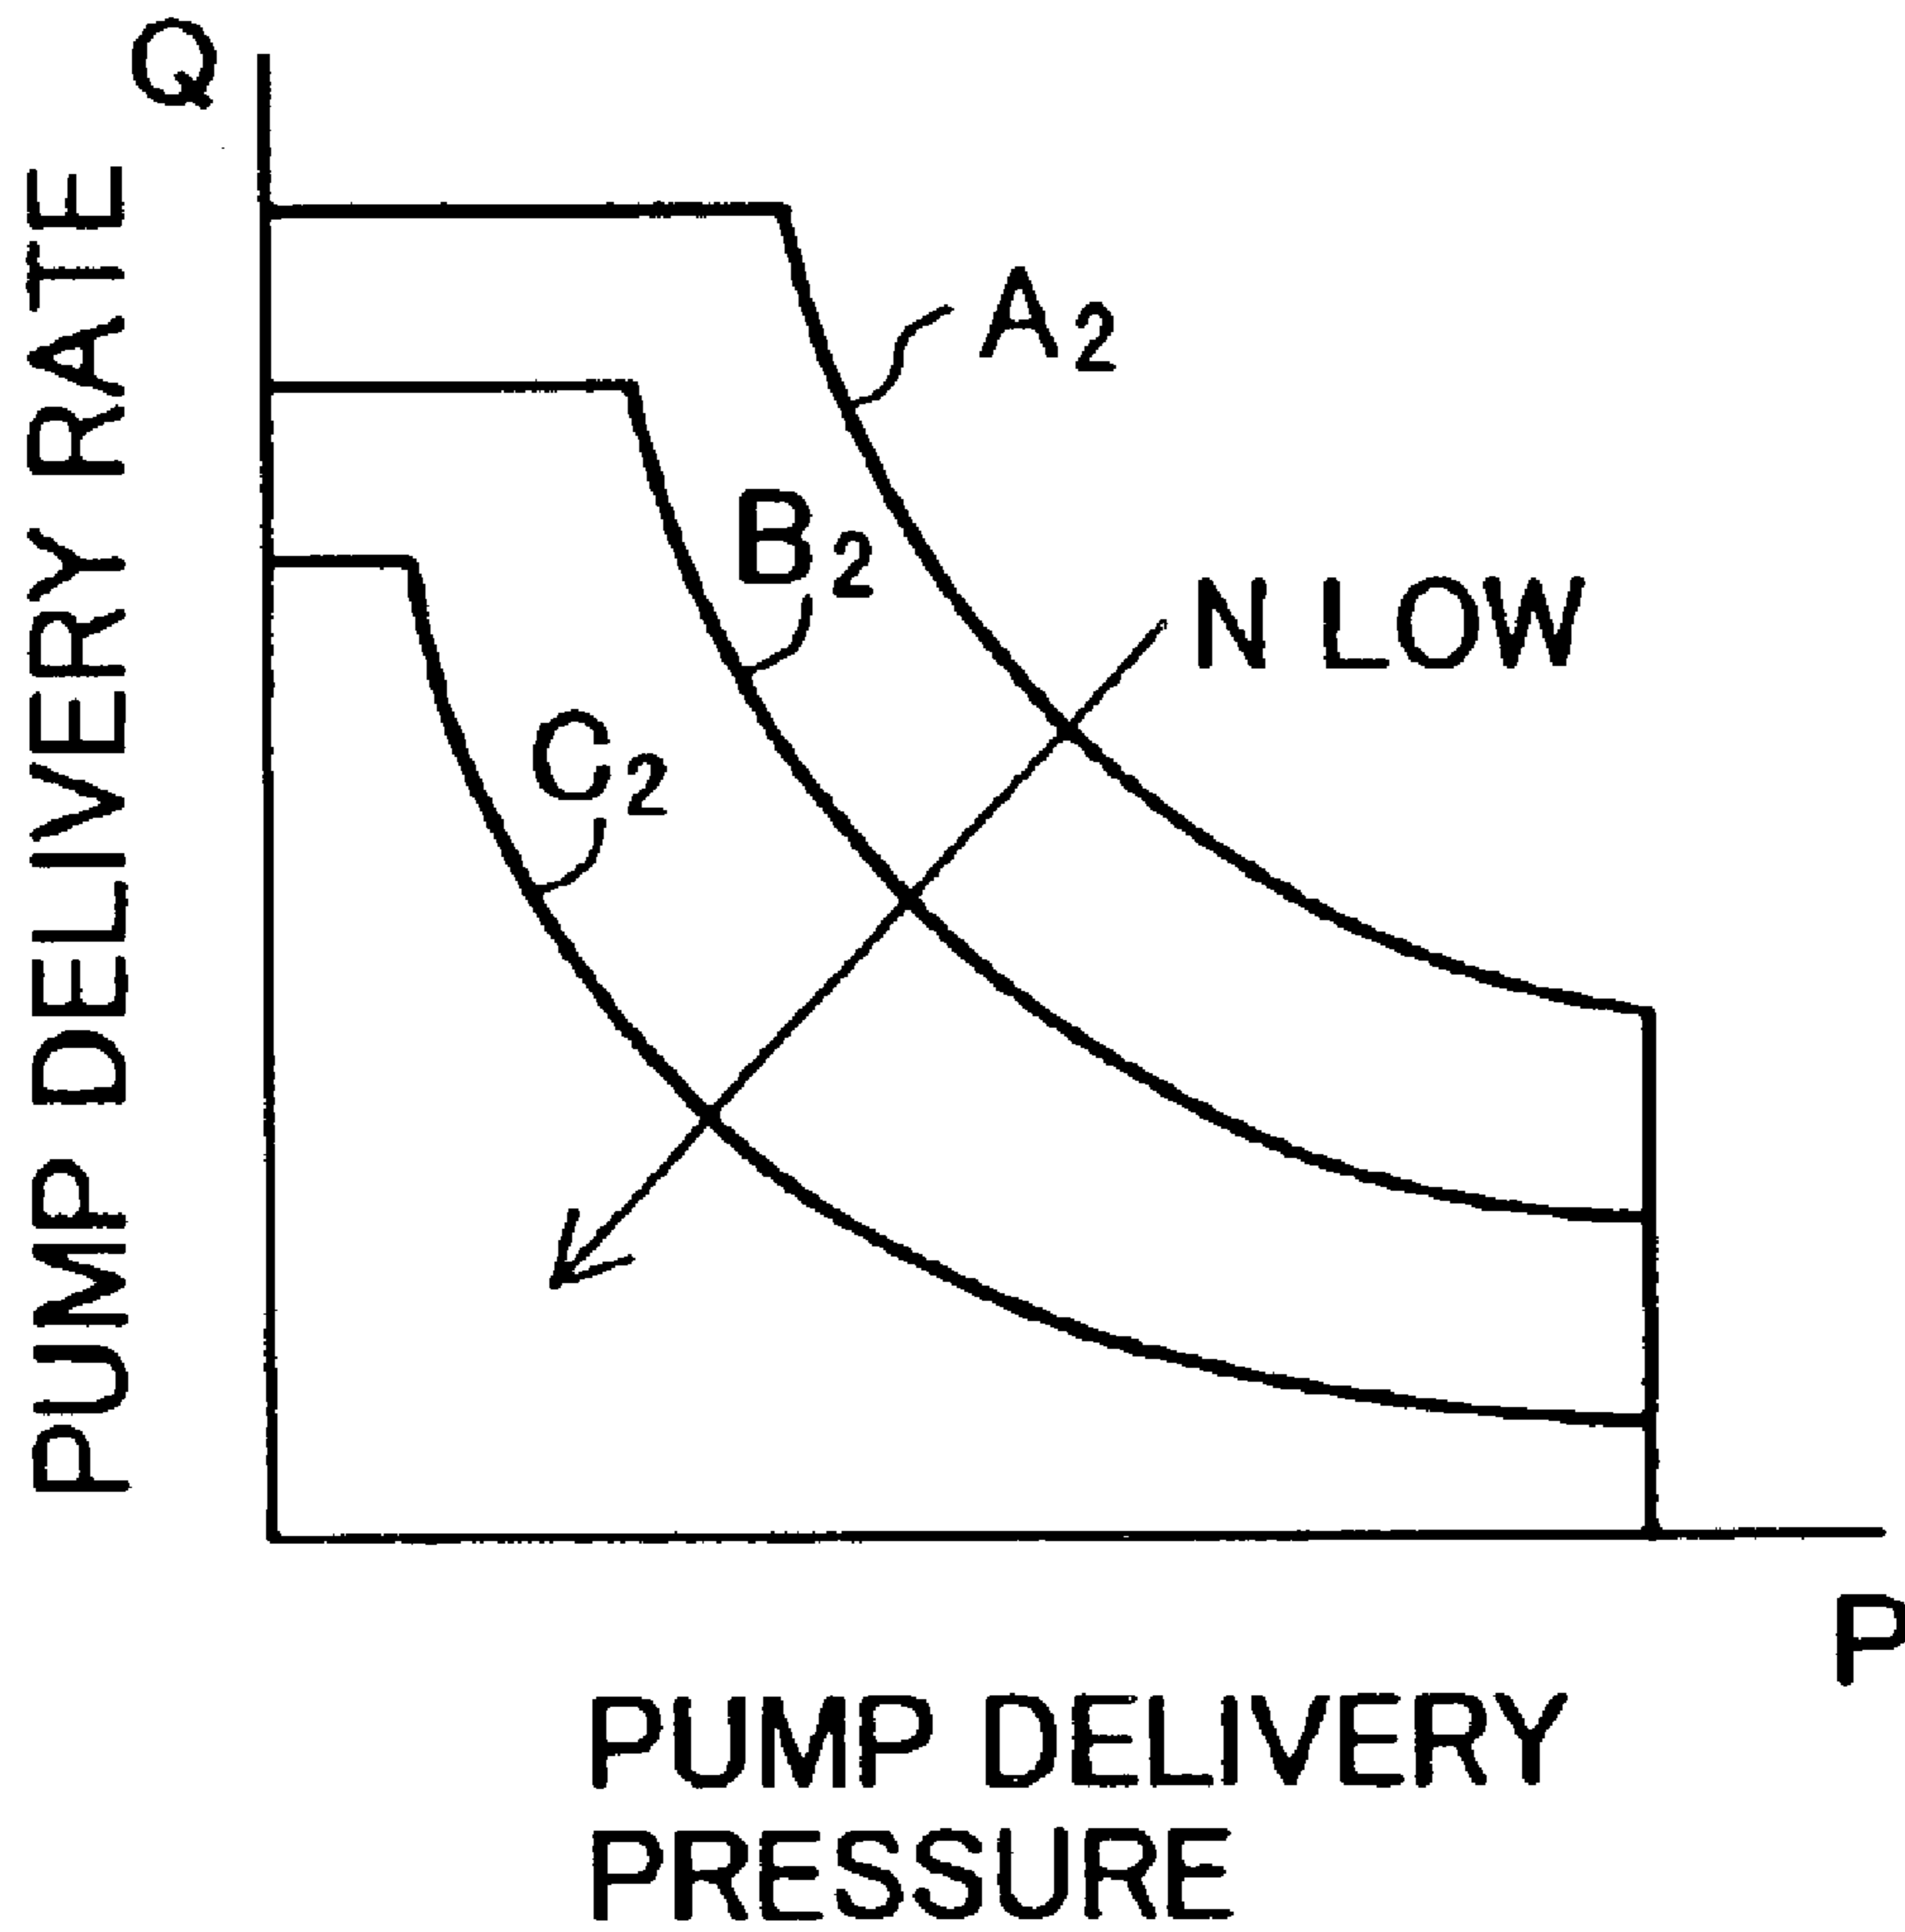 Q
PUMP DELIVERY RATE
A2
B2
N LOW
C2
P
PUMP DELIVERY
PRESSURE